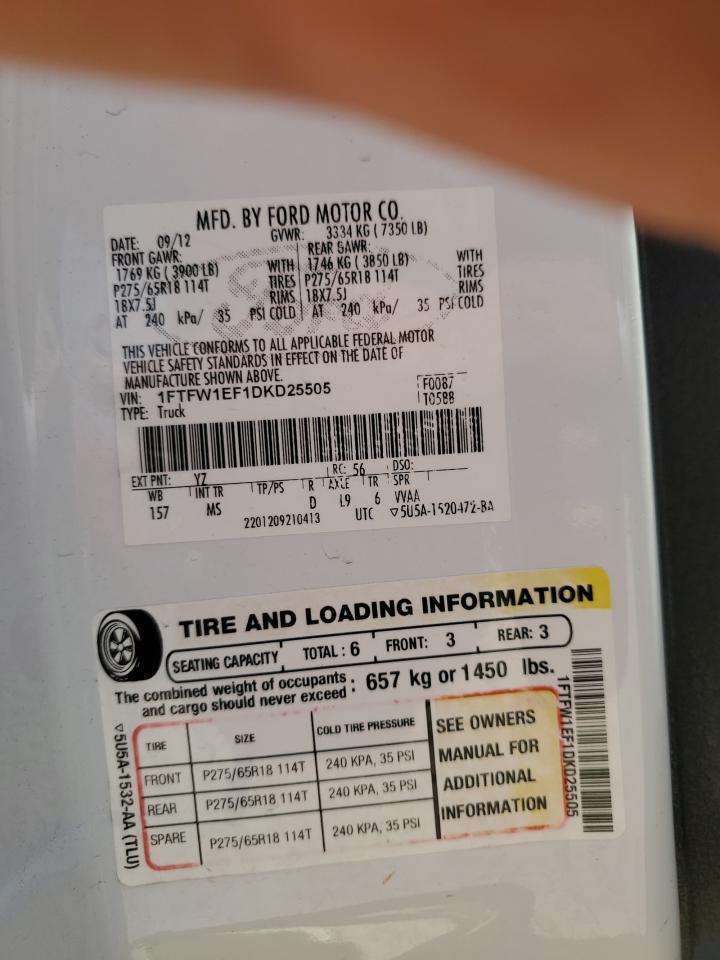 MFD. BY FORD MOTOR CO.
DATE: 09/12 GVWR: 3334 KG ( 7350 LB)
FRONT GAWR: REAR GAWR:
1769 KG ( 3900 LB) WITH 1746 KG ( 3850 LB) WITH
P275/65R18 114T TIRES P275/65R18 114T TIRES
18X7.5J RIMS 18X7.5J RIMS
AT 240 kPa/ 35 PSI COLD AT 240 kPa/ 35 PSI COLD
THIS VEHICLE CONFORMS TO ALL APPLICABLE FEDERAL MOTOR
VEHICLE SAFETY STANDARDS IN EFFECT ON THE DATE OF
MANUFACTURE SHOWN ABOVE.
VIN: 1FTFW1EF1DKD25505 F0087
TYPE: Truck T0588
EXT PNT: YZ RC: 56 DSO:
WB INT TR TP/PS R AXLE TR SPR
157 MS D L9 6 VVAA
2201209210413 UTC ▽5U5A-1520472-BA
TIRE AND LOADING INFORMATION
SEATING CAPACITY TOTAL : 6 FRONT: 3 REAR: 3
The combined weight of occupants
and cargo should never exceed : 657 kg or 1450 lbs.
TIRE SIZE COLD TIRE PRESSURE
FRONT P275/65R18 114T 240 KPA, 35 PSI
REAR P275/65R18 114T 240 KPA, 35 PSI
SPARE P275/65R18 114T 240 KPA, 35 PSI
SEE OWNERS
MANUAL FOR
ADDITIONAL
INFORMATION
▽5U5A-1532-AA (TLU)
1FTFW1EF1DKD25505